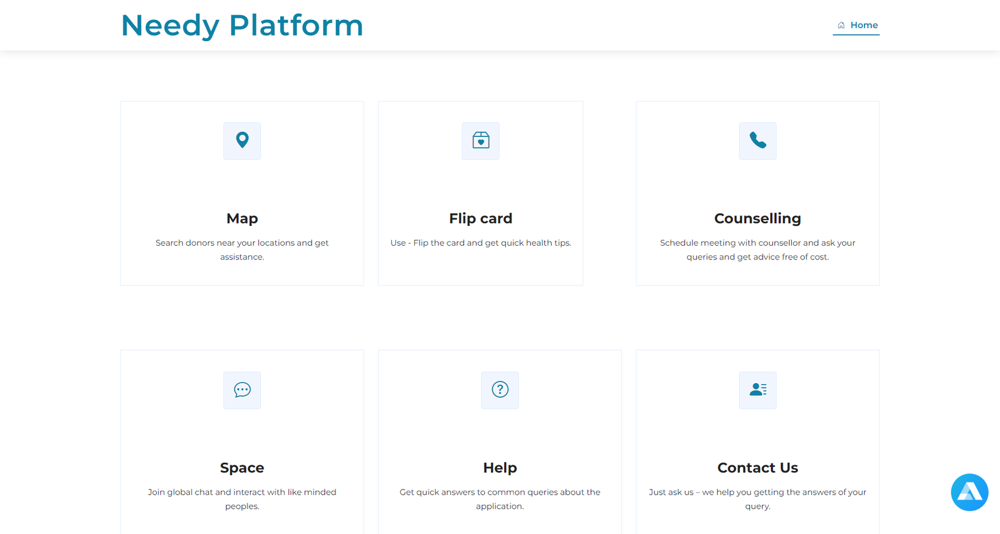 Needy Platform
Home
Map
Search donors near your locations and get
assistance.
Flip card
Use - Flip the card and get quick health tips.
Counselling
Schedule meeting with counsellor and ask your
queries and get advice free of cost.
Space
Join global chat and interact with like minded
peoples.
Help
Get quick answers to common queries about the
application.
Contact Us
Just ask us – we help you getting the answers of your
query.